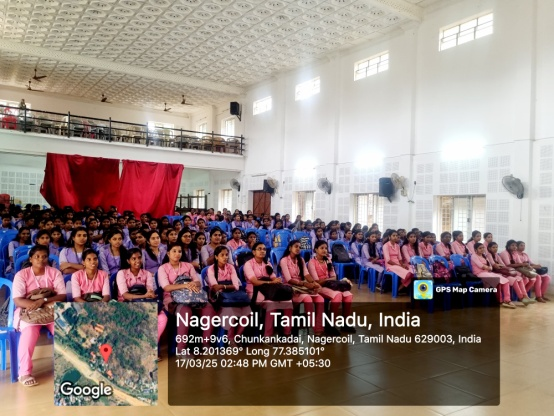 GPS Map Camera
Nagercoil, Tamil Nadu, India
692m+9v6, Chunkankadai, Nagercoil, Tamil Nadu 629003, India
Lat 8.201369° Long 77.385101°
17/03/25 02:48 PM GMT +05:30
Google